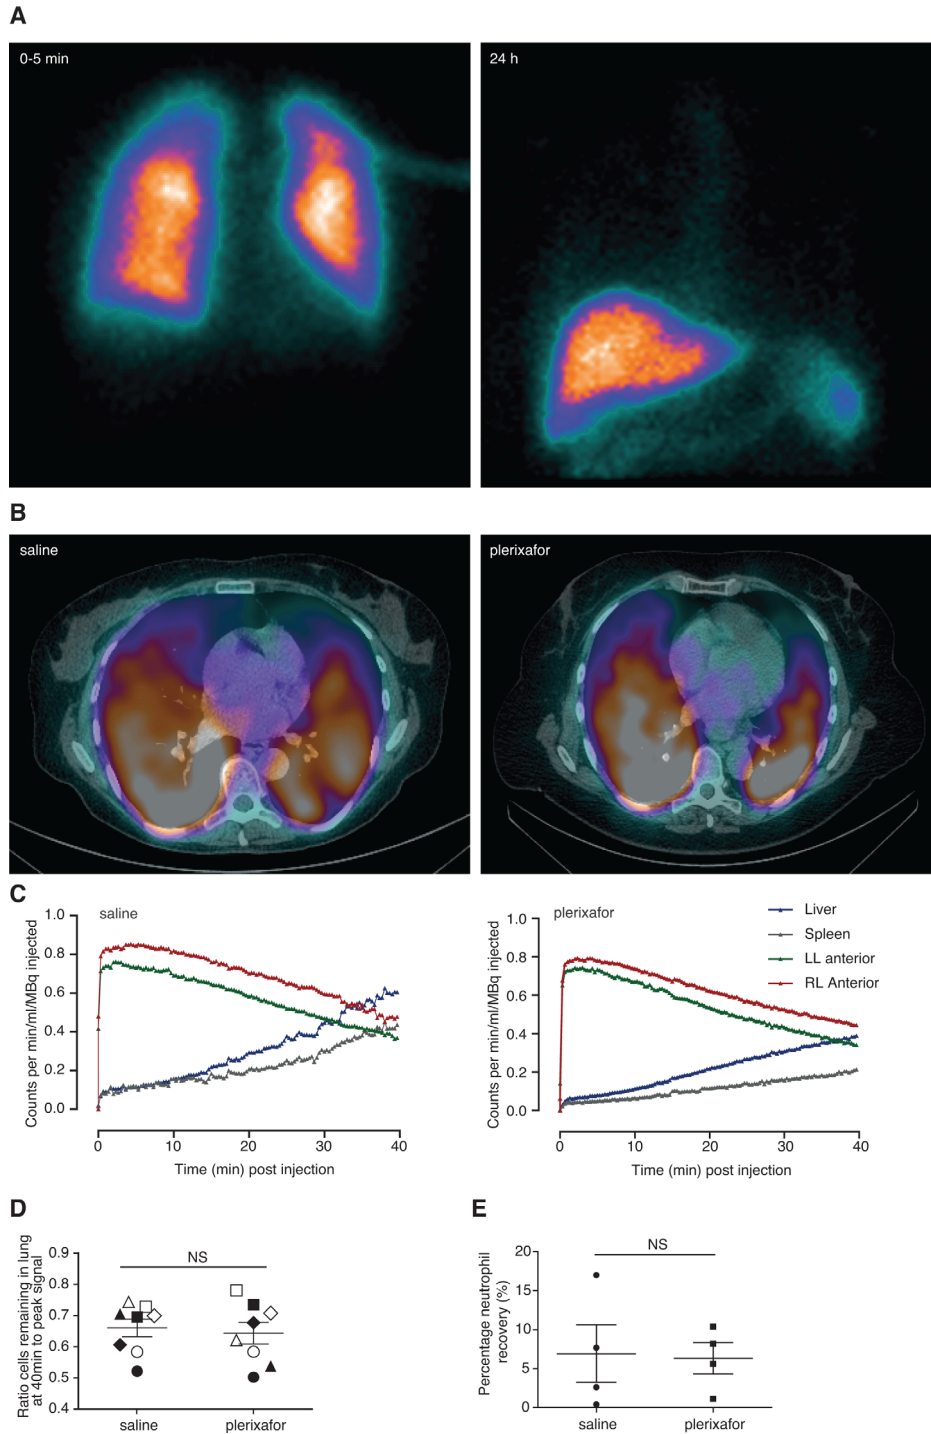 A
0-5 min
24 h
B
saline
plerixafor
C
saline
Counts per min/ml/MBq injected
1.0
0.8
0.6
0.4
0.2
0.0
0
10
20
30
40
Time (min) post injection
plerixafor
Counts per min/ml/MBq injected
1.0
0.8
0.6
0.4
0.2
0.0
0
10
20
30
40
Time (min) post injection
Liver
Spleen
LL anterior
RL Anterior
D
Ratio cells remaining in lung
at 40min to peak signal
0.9
0.8
0.7
0.6
0.5
0.4
NS
saline
plerixafor
E
Percentage neutrophil
recovery (%)
20
15
10
5
0
NS
saline
plerixafor